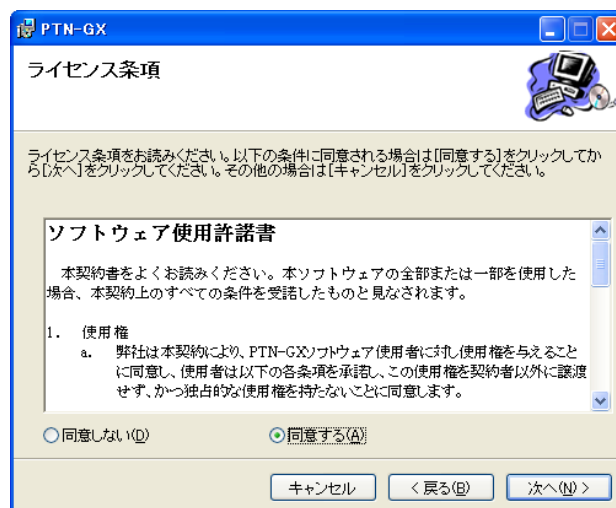 PTN-GX
ライセンス条項
ライセンス条項をお読みください。以下の条件に同意される場合は[同意する]をクリックしてか
ら[次へ]をクリックしてください。その他の場合は[キャンセル]をクリックしてください。
ソフトウェア使用許諾書
本契約書をよくお読みください。本ソフトウェアの全部または一部を使用した
場合、本契約上のすべての条件を受諾したものと見なされます。
1. 使用権
a. 弊社は本契約により、PTN-GXソフトウェア使用者に対し使用権を与えること
に同意し、使用者は以下の各条項を承諾し、この使用権を契約者以外に譲渡
せず、かつ独占的な使用権を持たないことに同意します。
同意しない(D) 同意する(A)
キャンセル < 戻る(B) 次へ(N) >